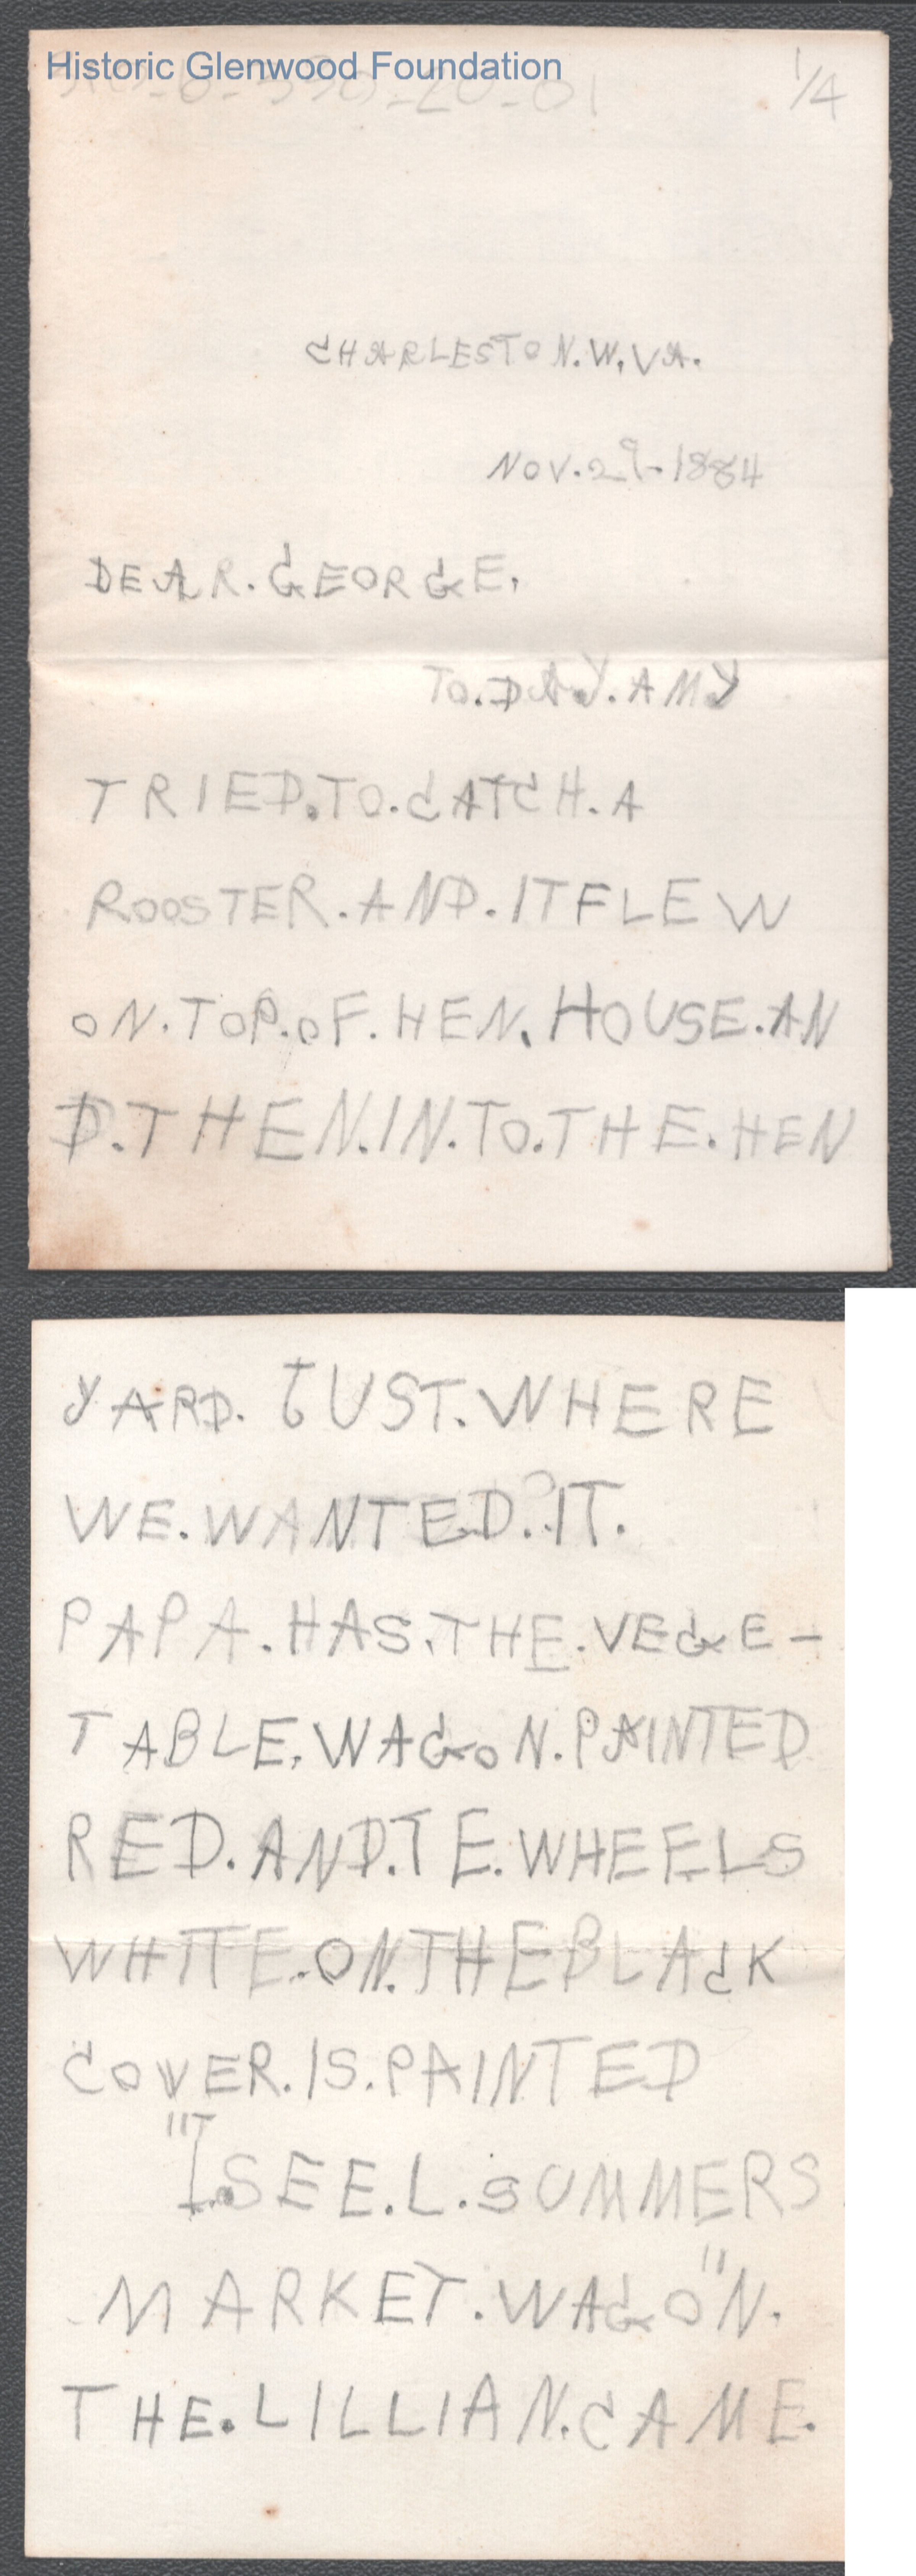 Historic Glenwood Foundation
1/4
CHARLESTON.W.VA.
NOV.29-1884
DEAR.GEORGE.
TO.DAY.AMY
TRIED.TO.CATCH.A
ROOSTER.AND.ITFLEW
ON.TOP.OF.HEN.HOUSE.AN
D.THEN.IN.TO.THE.HEN
YARD. JUST.WHERE
WE.WANTED.IT.
PAPA.HAS.THE.VEGE-
TABLE.WAGON.PAINTED
RED.AND.TE.WHEELS
WHITE.ON.THEBLACK
COVER.IS.PAINTED
"I.SEE.L.SUMMERS
MARKET.WAGON."
THE.LILLIAN.CAME.